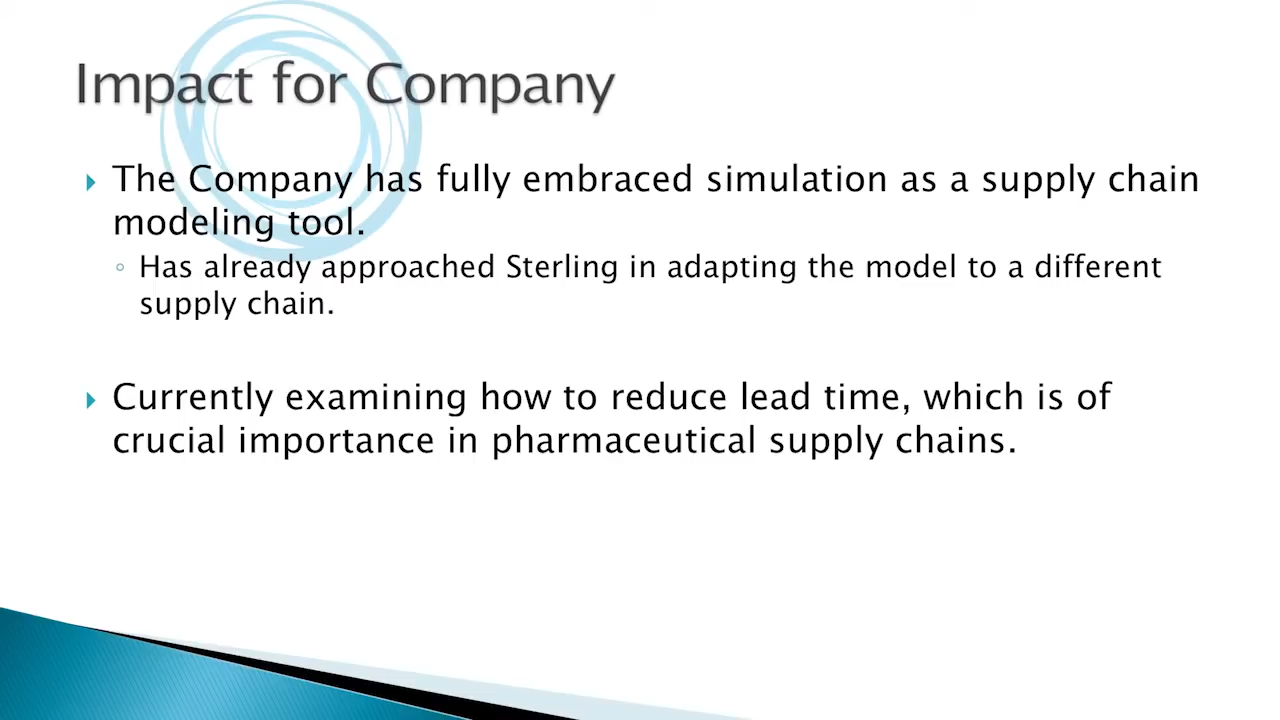 Impact for Company
The Company has fully embraced simulation as a supply chain
modeling tool.
Has already approached Sterling in adapting the model to a different
supply chain.
Currently examining how to reduce lead time, which is of
crucial importance in pharmaceutical supply chains.